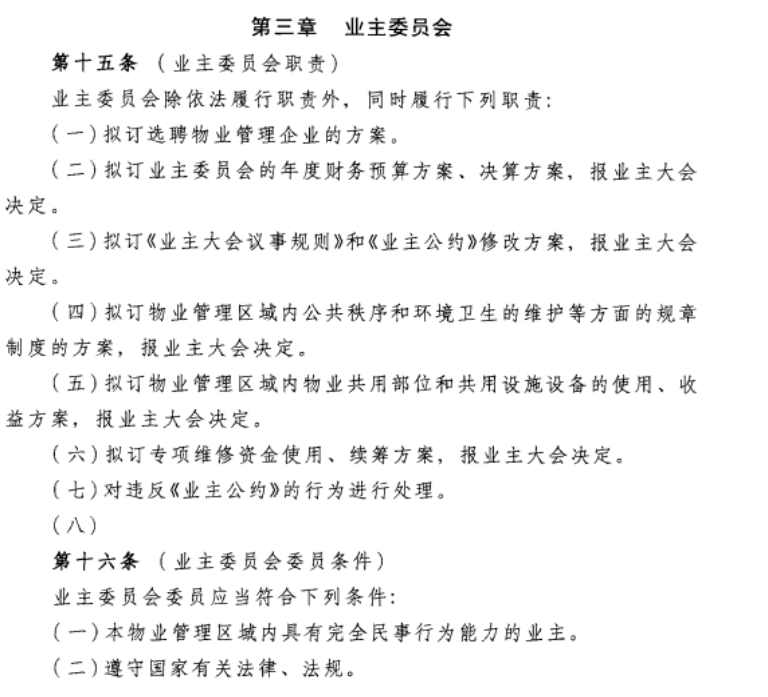 第三章 业主委员会
第十五条 (业主委员会职责)
业主委员会除依法履行职责外，同时履行下列职责：
(一)拟订选聘物业管理企业的方案。
(二)拟订业主委员会的年度财务预算方案、决算方案，报业主大会
决定。
(三)拟订《业主大会议事规则》和《业主公约》修改方案，报业主大会
决定。
(四)拟订物业管理区域内公共秩序和环境卫生的维护等方面的规章
制度的方案，报业主大会决定。
(五)拟订物业管理区域内物业共用部位和共用设施设备的使用、收
益方案，报业主大会决定。
(六)拟订专项维修资金使用、续筹方案，报业主大会决定。
(七)对违反《业主公约》的行为进行处理。
(八)
第十六条 (业主委员会委员条件)
业主委员会委员应当符合下列条件：
(一)本物业管理区域内具有完全民事行为能力的业主。
(二)遵守国家有关法律、法规。